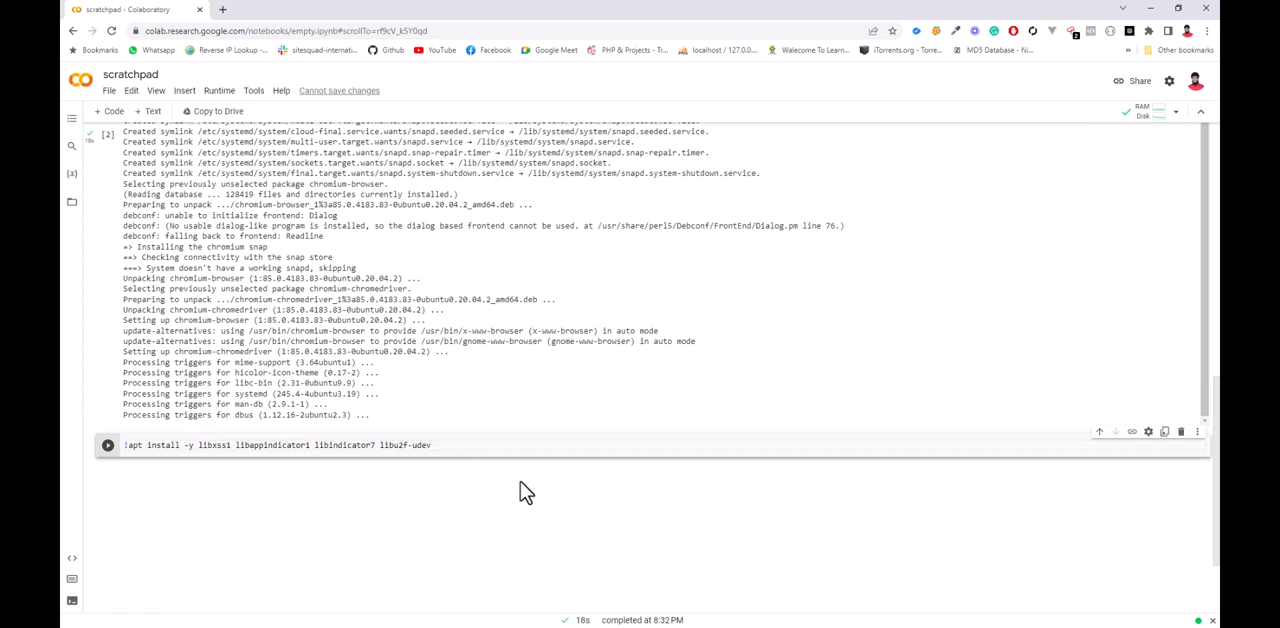 scratchpad - Colaboratory
colab.research.google.com/notebooks/empty.ipynb#scrollTo=rf9cV_k5Y0qd
Bookmarks Whatsapp Reverse IP Lookup -... sitesquad-internati... Github YouTube Facebook Google Meet PHP & Projects - Tr... localhost / 127.0.0... Walcome To Learn... iTorrents.org - Torre... MD5 Database - Ni... » Other bookmarks
scratchpad
File Edit View Insert Runtime Tools Help Cannot save changes
Share
+ Code + Text Copy to Drive
RAM
Disk
[2]
18s
Created symlink /etc/systemd/system/cloud-final.service.wants/snapd.seeded.service → /lib/systemd/system/snapd.seeded.service.
Created symlink /etc/systemd/system/multi-user.target.wants/snapd.service → /lib/systemd/system/snapd.service.
Created symlink /etc/systemd/system/timers.target.wants/snapd.snap-repair.timer → /lib/systemd/system/snapd.snap-repair.timer.
Created symlink /etc/systemd/system/sockets.target.wants/snapd.socket → /lib/systemd/system/snapd.socket.
Created symlink /etc/systemd/system/final.target.wants/snapd.system-shutdown.service → /lib/systemd/system/snapd.system-shutdown.service.
Selecting previously unselected package chromium-browser.
(Reading database ... 128419 files and directories currently installed.)
Preparing to unpack .../chromium-browser_1%3a85.0.4183.83-0ubuntu0.20.04.2_amd64.deb ...
debconf: unable to initialize frontend: Dialog
debconf: (No usable dialog-like program is installed, so the dialog based frontend cannot be used. at /usr/share/perl5/Debconf/FrontEnd/Dialog.pm line 76.)
debconf: falling back to frontend: Readline
=> Installing the chromium snap
==> Checking connectivity with the snap store
===> System doesn't have a working snapd, skipping
Unpacking chromium-browser (1:85.0.4183.83-0ubuntu0.20.04.2) ...
Selecting previously unselected package chromium-chromedriver.
Preparing to unpack .../chromium-chromedriver_1%3a85.0.4183.83-0ubuntu0.20.04.2_amd64.deb ...
Unpacking chromium-chromedriver (1:85.0.4183.83-0ubuntu0.20.04.2) ...
Setting up chromium-browser (1:85.0.4183.83-0ubuntu0.20.04.2) ...
update-alternatives: using /usr/bin/chromium-browser to provide /usr/bin/x-www-browser (x-www-browser) in auto mode
update-alternatives: using /usr/bin/chromium-browser to provide /usr/bin/gnome-www-browser (gnome-www-browser) in auto mode
Setting up chromium-chromedriver (1:85.0.4183.83-0ubuntu0.20.04.2) ...
Processing triggers for mime-support (3.64ubuntu1) ...
Processing triggers for hicolor-icon-theme (0.17-2) ...
Processing triggers for libc-bin (2.31-0ubuntu9.9) ...
Processing triggers for systemd (245.4-4ubuntu3.19) ...
Processing triggers for man-db (2.9.1-1) ...
Processing triggers for dbus (1.12.16-2ubuntu2.3) ...
!apt install -y libxss1 libappindicator1 libindicator7 libu2f-udev
18s completed at 8:32 PM